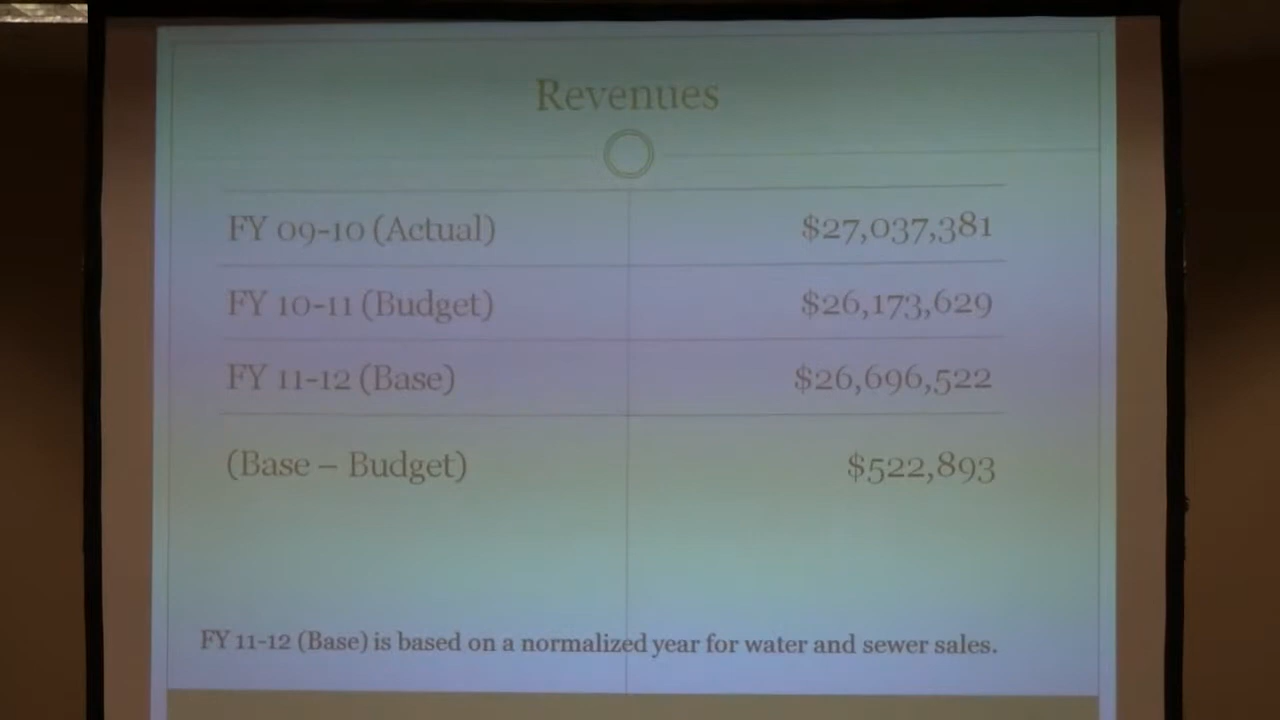 Revenues
FY 09-10 (Actual) $27,037,381
FY 10-11 (Budget) $26,173,629
FY 11-12 (Base) $26,696,522
(Base – Budget) $522,893
FY 11-12 (Base) is based on a normalized year for water and sewer sales.